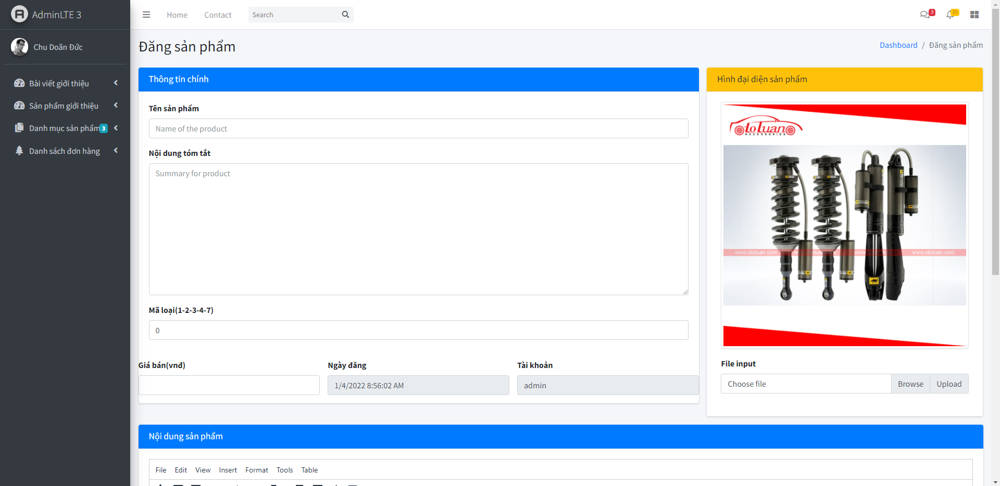 AdminLTE 3
Home
Contact
Search
3
15
Chu Doãn Đức
Bài viết giới thiệu
Sản phẩm giới thiệu
Danh mục sản phẩm 3
Danh sách đơn hàng
Đăng sản phẩm
Dashboard / Đăng sản phẩm
Thông tin chính
Tên sản phẩm
Name of the product
Nội dung tóm tắt
Summary for product
Mã loại(1-2-3-4-7)
0
Giá bán(vnđ)
Ngày đăng
Tài khoản
1/4/2022 8:56:02 AM
admin
Hình đại diện sản phẩm
otoTuan
ACCESSORIES
www.ototuan.com
www.ototuan.com
File input
Choose file
Browse
Upload
Nội dung sản phẩm
File Edit View Insert Format Tools Table